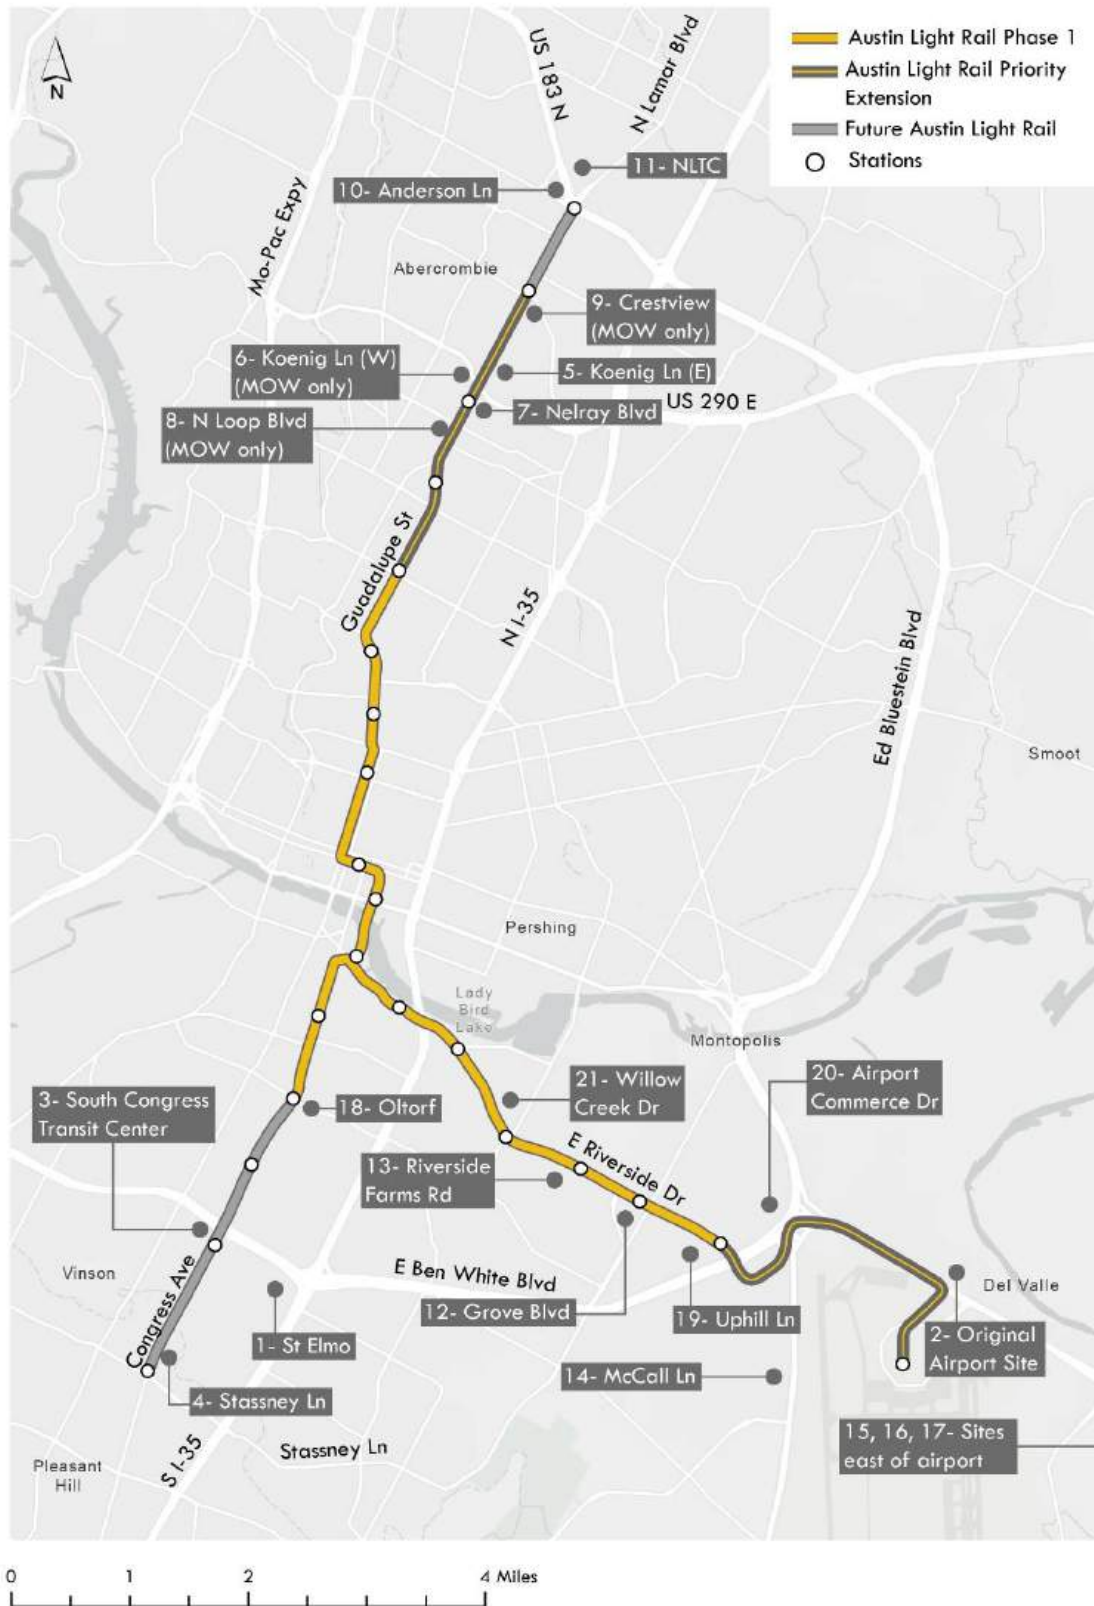 Austin Light Rail Phase 1
Austin Light Rail Priority
Extension
Future Austin Light Rail
Stations
N
US 183 N
N Lamar Blvd
11- NLTC
10- Anderson Ln
Mo-Pac Expy
Abercrombie
9- Crestview
(MOW only)
6- Koenig Ln (W)
(MOW only)
5- Koenig Ln (E)
US 290 E
7- Nelray Blvd
8- N Loop Blvd
(MOW only)
Guadalupe St
N I-35
Ed Bluestein Blvd
Smoot
Pershing
Lady
Bird
Lake
Montopolis
20- Airport
Commerce Dr
21- Willow
Creek Dr
3- South Congress
Transit Center
18- Oltorf
E Riverside Dr
13- Riverside
Farms Rd
Vinson
Congress Ave
E Ben White Blvd
Del Valle
12- Grove Blvd
19- Uphill Ln
2- Original
Airport Site
1- St Elmo
14- McCall Ln
4- Stassney Ln
15, 16, 17- Sites
east of airport
S I-35
Stassney Ln
Pleasant
Hill
0 1 2 4 Miles